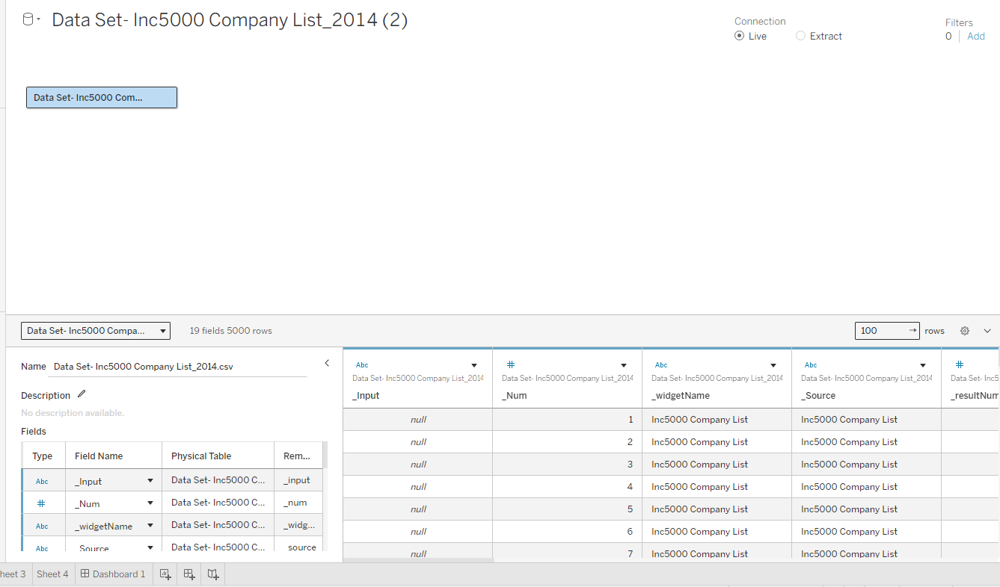 Data Set- Inc5000 Company List_2014 (2)
Connection
Live
Extract
Filters
0
Add
Data Set- Inc5000 Com...
Data Set- Inc5000 Compa...
19 fields 5000 rows
100
rows
Name
Data Set- Inc5000 Company List_2014.csv
Description
No description available.
Fields
Type Field Name Physical Table Rem...
Abc _Input Data Set- Inc5000 C... _input
# _Num Data Set- Inc5000 C... _num
Abc _widgetName Data Set- Inc5000 C... _widg...
Abc Source Data Set- Inc5000 C... source
Abc # Abc Abc #
Data Set- Inc5000 Company List_2014 Data Set- Inc5000 Company List_2014 Data Set- Inc5000 Company List_2014 Data Set- Inc5000 Company List_2014 Data Set- Inc5
_Input _Num _widgetName _Source _resultNum
null 1 Inc5000 Company List Inc5000 Company List
null 2 Inc5000 Company List Inc5000 Company List
null 3 Inc5000 Company List Inc5000 Company List
null 4 Inc5000 Company List Inc5000 Company List
null 5 Inc5000 Company List Inc5000 Company List
null 6 Inc5000 Company List Inc5000 Company List
null 7 Inc5000 Company List Inc5000 Company List
heet 3 Sheet 4 Dashboard 1